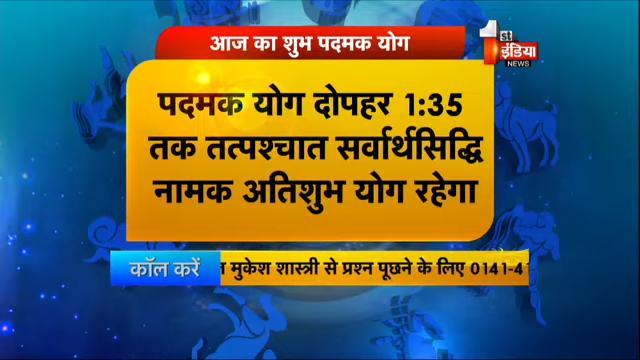 आज का शुभ पदमक योग
1st
इंडिया
NEWS
पदमक योग दोपहर 1:35
तक तत्पश्चात सर्वार्थसिद्धि
नामक अतिशुभ योग रहेगा
कॉल करें
मुकेश शास्त्री से प्रश्न पूछने के लिए 0141-4